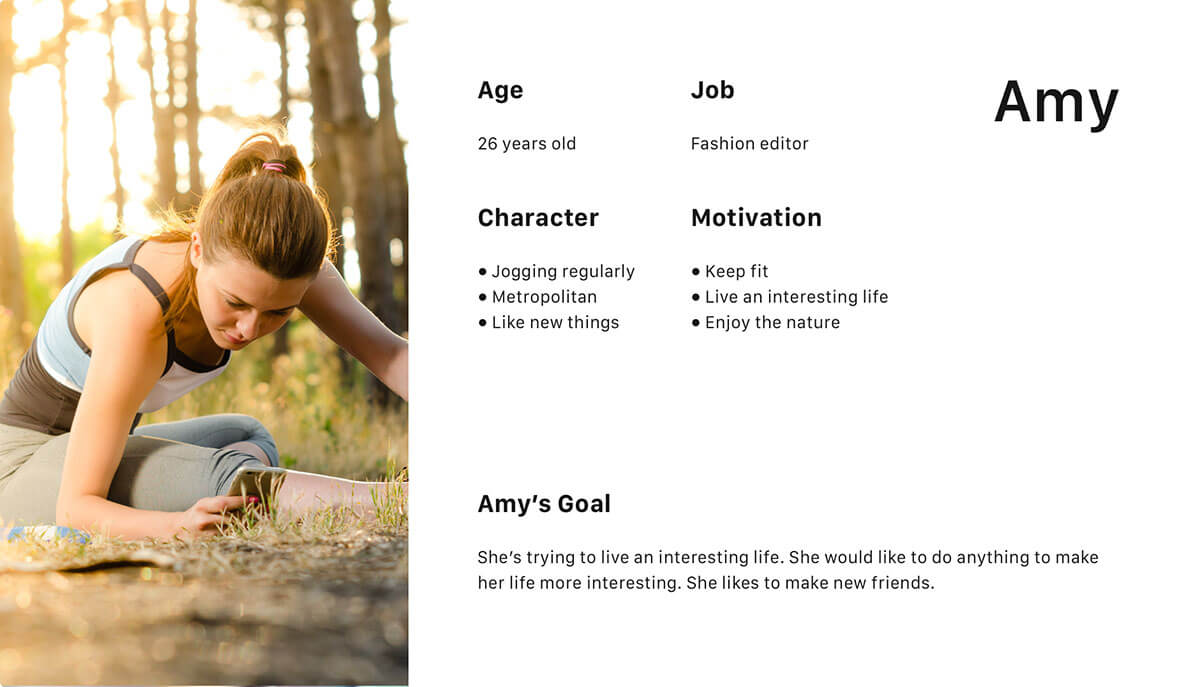 Amy
Age
26 years old
Job
Fashion editor
Character
● Jogging regularly
● Metropolitan
● Like new things
Motivation
● Keep fit
● Live an interesting life
● Enjoy the nature
Amy’s Goal
She’s trying to live an interesting life. She would like to do anything to make
her life more interesting. She likes to make new friends.